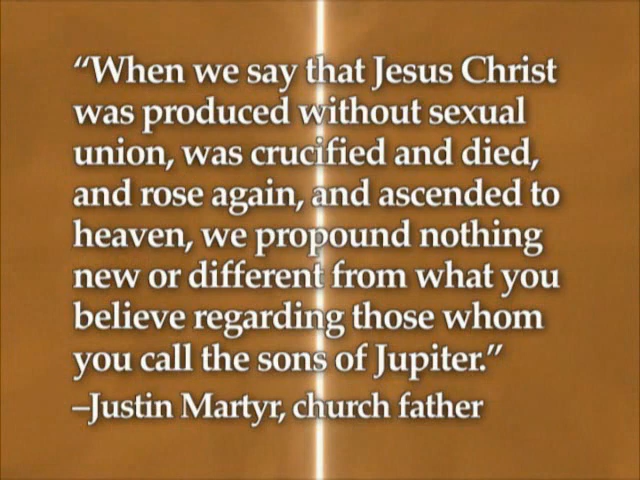 “When we say that Jesus Christ
was produced without sexual
union, was crucified and died,
and rose again, and ascended to
heaven, we propound nothing
new or different from what you
believe regarding those whom
you call the sons of Jupiter.”
–Justin Martyr, church father